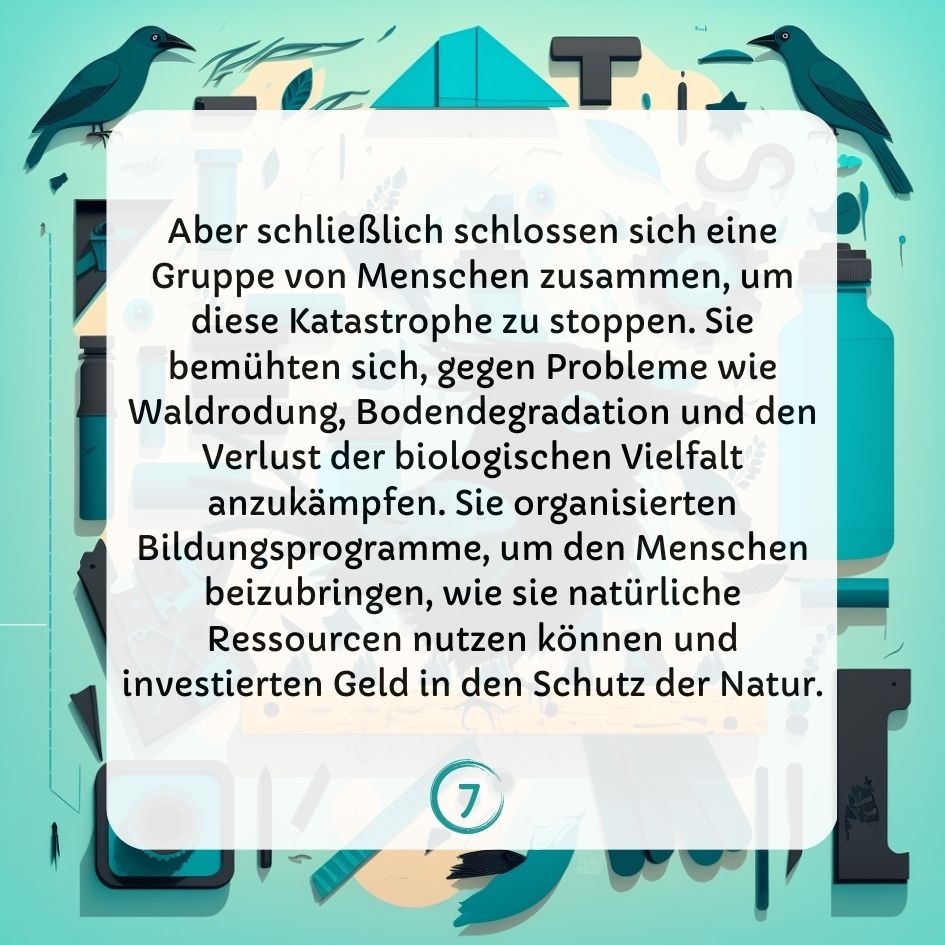 Aber schließlich schlossen sich eine
Gruppe von Menschen zusammen, um
diese Katastrophe zu stoppen. Sie
bemühten sich, gegen Probleme wie
Waldrodung, Bodendegradation und den
Verlust der biologischen Vielfalt
anzukämpfen. Sie organisierten
Bildungsprogramme, um den Menschen
beizubringen, wie sie natürliche
Ressourcen nutzen können und
investierten Geld in den Schutz der Natur.
7